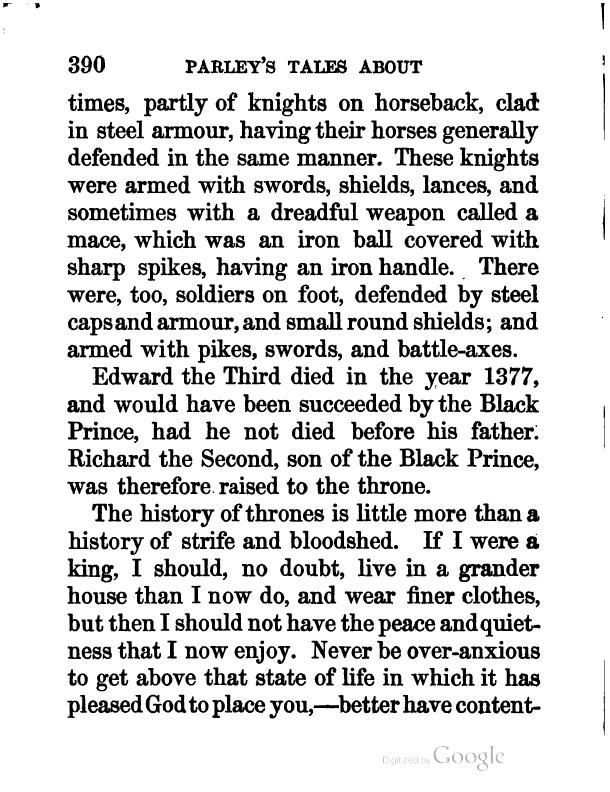 390 PARLEY'S TALES ABOUT
times, partly of knights on horseback, clad
in steel armour, having their horses generally
defended in the same manner. These knights
were armed with swords, shields, lances, and
sometimes with a dreadful weapon called a
mace, which was an iron ball covered with
sharp spikes, having an iron handle. There
were, too, soldiers on foot, defended by steel
caps and armour, and small round shields; and
armed with pikes, swords, and battle-axes.
Edward the Third died in the year 1377,
and would have been succeeded by the Black
Prince, had he not died before his father.
Richard the Second, son of the Black Prince,
was therefore raised to the throne.
The history of thrones is little more than a
history of strife and bloodshed. If I were a
king, I should, no doubt, live in a grander
house than I now do, and wear finer clothes,
but then I should not have the peace and quiet-
ness that I now enjoy. Never be over-anxious
to get above that state of life in which it has
pleased God to place you,—better have content-
Digitized by Google